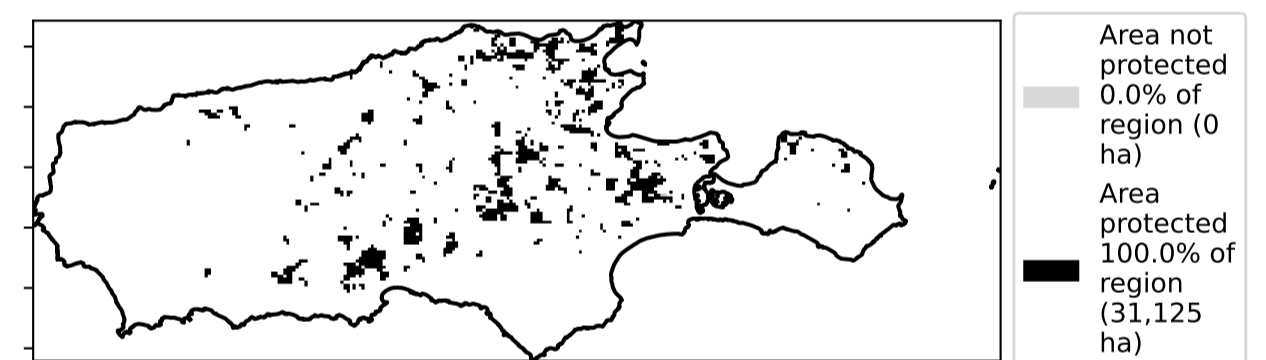 Area not
protected
0.0% of
region (0
ha)
Area
protected
100.0% of
region
(31,125
ha)